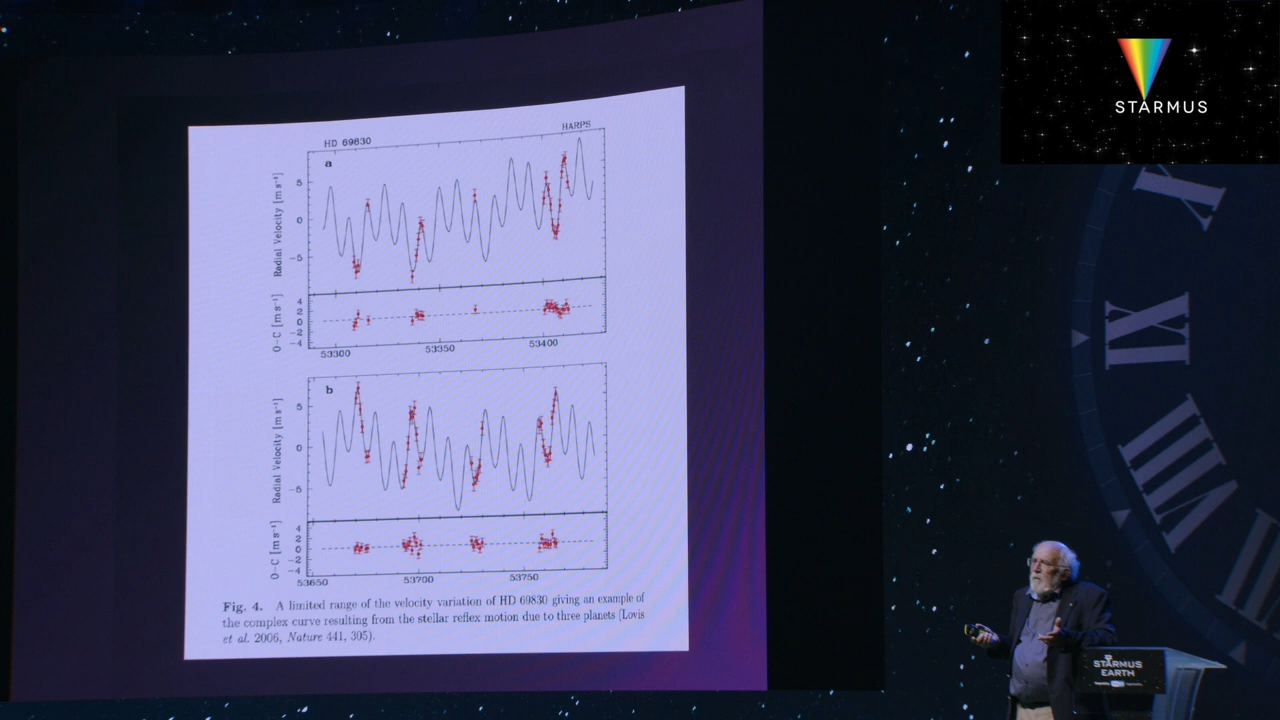 STARMUS
HD 69830
HARPS
a
Radial Velocity [m s⁻¹]
5
0
−5
O−C [m s⁻¹]
4
2
0
−2
−4
53300
53350
53400
b
Radial Velocity [m s⁻¹]
5
0
−5
O−C [m s⁻¹]
4
2
0
−2
−4
53650
53700
53750
Fig. 4. A limited range of the velocity variation of HD 69830 giving an example of
the complex curve resulting from the stellar reflex motion due to three planets (Lovis
et al. 2006, Nature 441, 305).
IX
VIII
STARMUS
EARTH